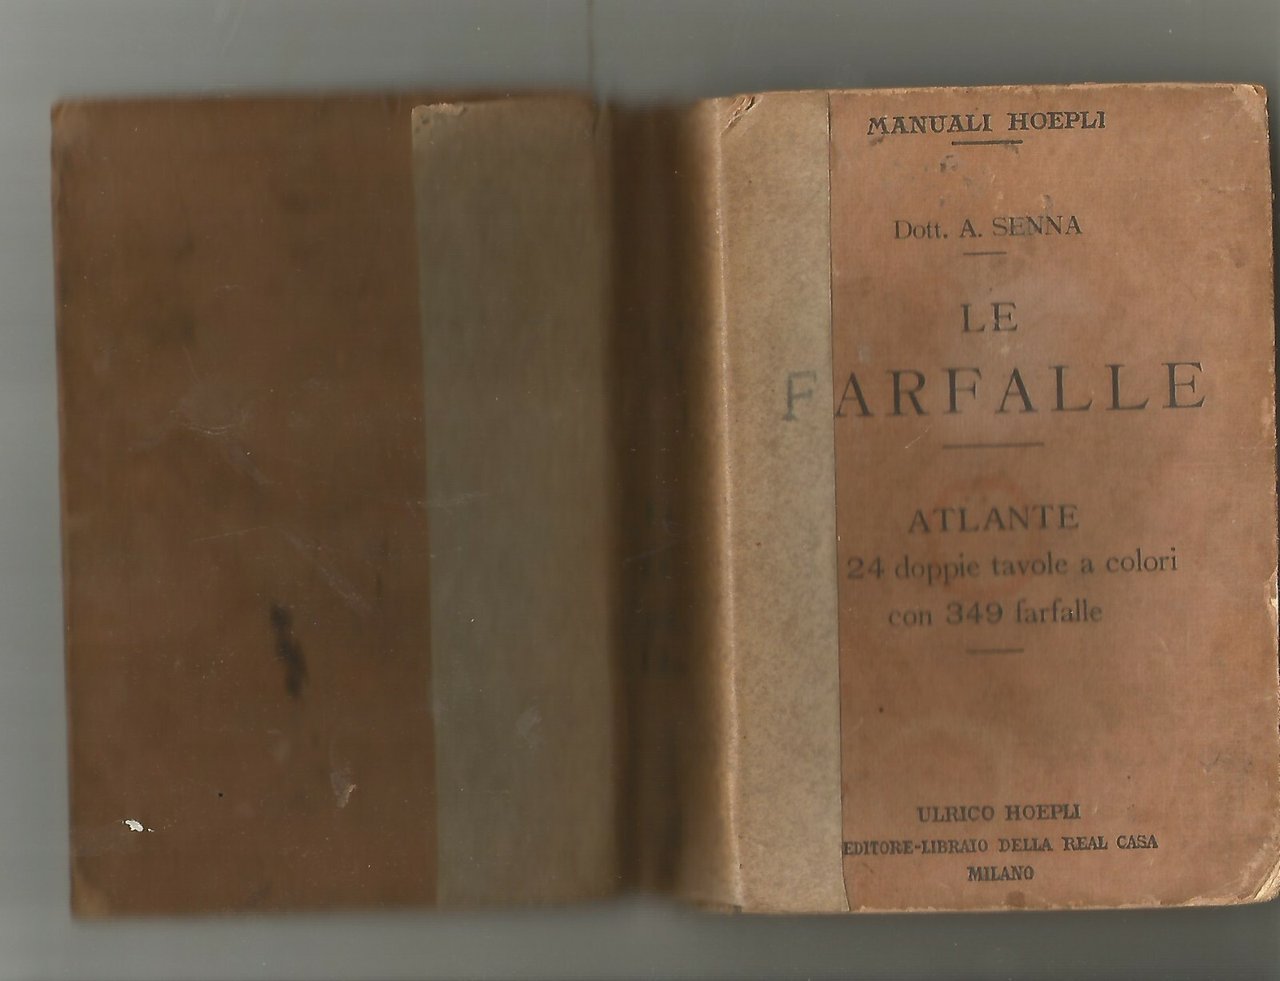 MANUALI HOEPLI
Dott. A. SENNA
LE
FARFALLE
ATLANTE
24 doppie tavole a colori
con 349 farfalle
ULRICO HOEPLI
EDITORE-LIBRAIO DELLA REAL CASA
MILANO